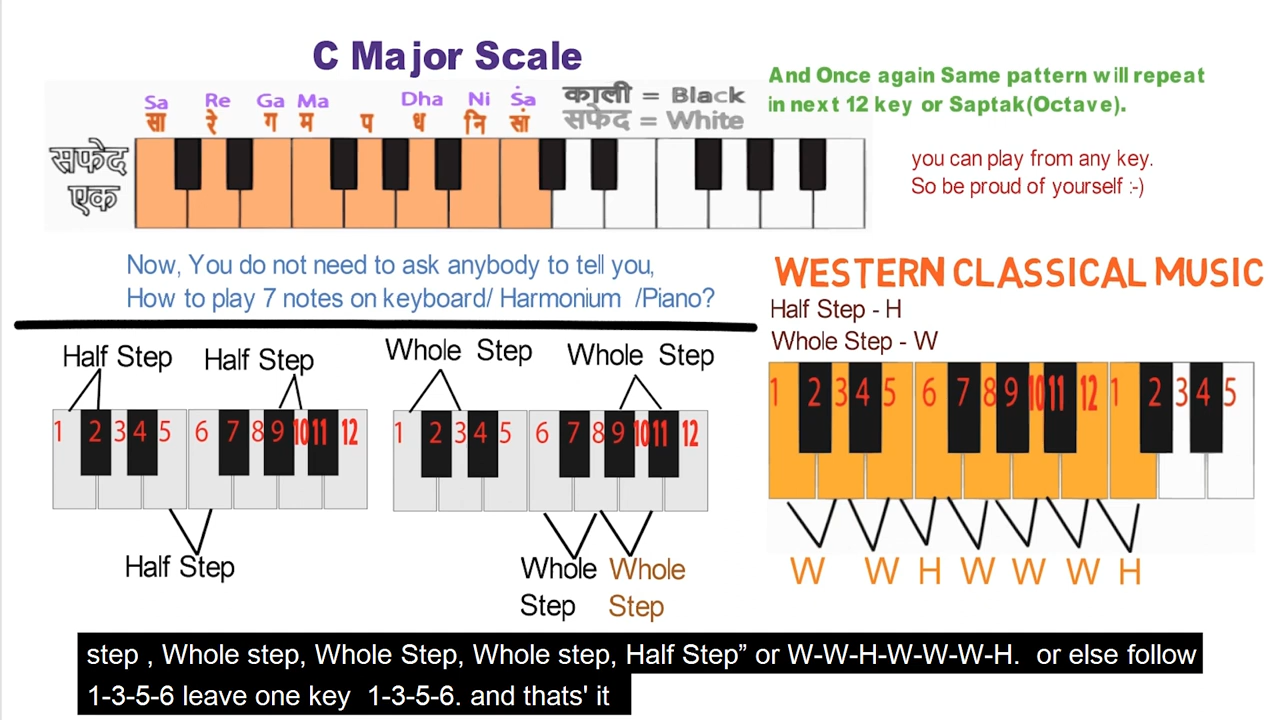 C Major Scale
And Once again Same pattern will repeat
in next 12 key or Saptak(Octave).
Sa Re Ga Ma Dha Ni Ṡa
सा रे ग म प ध नि सां
काली = Black
सफेद = White
सफेद
एक
you can play from any key.
So be proud of yourself :-)
Now, You do not need to ask anybody to tell you,
How to play 7 notes on keyboard/ Harmonium /Piano?
WESTERN CLASSICAL MUSIC
Half Step - H
Whole Step - W
Half Step Half Step
Whole Step Whole Step
1 2 3 4 5 6 7 8 9 10 11 12
1 2 3 4 5 6 7 8 9 10 11 12
1 2 3 4 5 6 7 8 9 10 11 12 1 2 3 4 5
Half Step
Whole Whole
Step Step
W W H W W W H
step , Whole step, Whole Step, Whole step, Half Step” or W-W-H-W-W-W-H. or else follow
1-3-5-6 leave one key 1-3-5-6. and thats' it